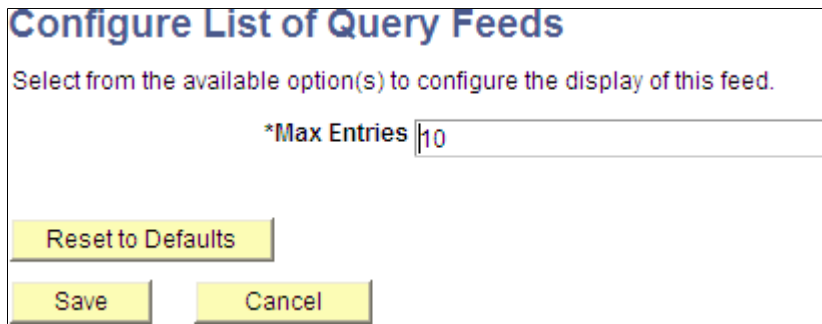 Configure List of Query Feeds
Select from the available option(s) to configure the display of this feed.
*Max Entries 10
Reset to Defaults
Save Cancel